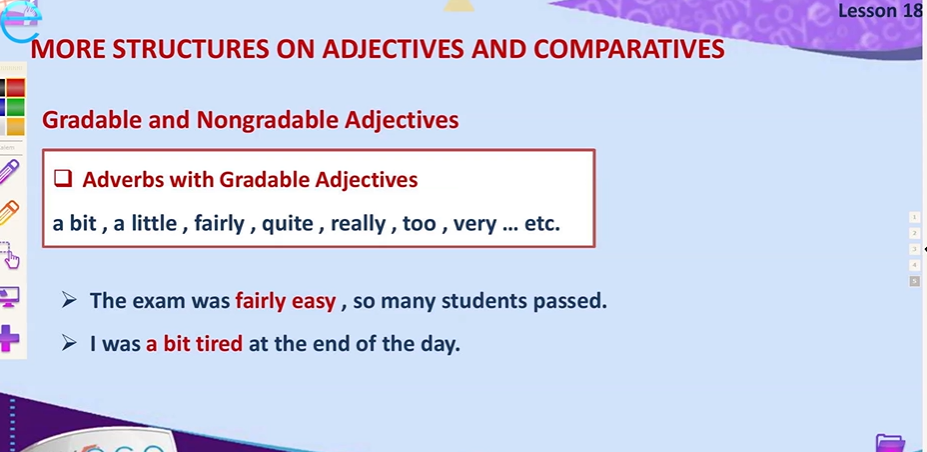 Lesson 18
MORE STRUCTURES ON ADJECTIVES AND COMPARATIVES
Gradable and Nongradable Adjectives
❑ Adverbs with Gradable Adjectives
a bit , a little , fairly , quite , really , too , very ... etc.
➢ The exam was fairly easy , so many students passed.
➢ I was a bit tired at the end of the day.
1
2
3
4
5